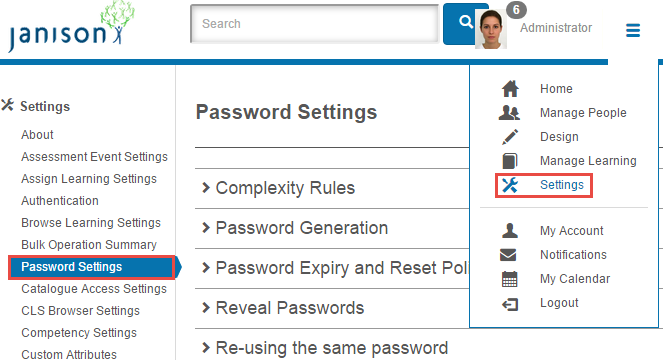 janison
Search
6
Administrator
Settings
About
Assessment Event Settings
Assign Learning Settings
Authentication
Browse Learning Settings
Bulk Operation Summary
Password Settings
Catalogue Access Settings
CLS Browser Settings
Competency Settings
Custom Attributes
Password Settings
Complexity Rules
Password Generation
Password Expiry and Reset Poli
Reveal Passwords
Re-using the same password
Home
Manage People
Design
Manage Learning
Settings
My Account
Notifications
My Calendar
Logout